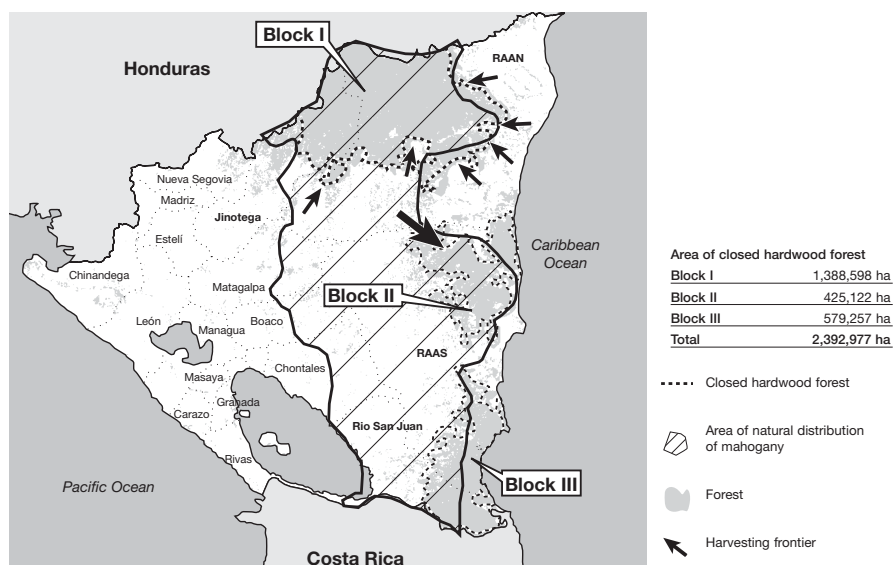 Block I
Honduras
RAAN
Nueva Segovia
Madriz
Jinotega
Estelí
Caribbean
Ocean
Chinandega
Matagalpa
Block II
León
Boaco
Managua
RAAS
Chontales
Masaya
Granada
Carazo
Rio San Juan
Rivas
Pacific Ocean
Block III
Costa Rica
Area of closed hardwood forest
Block I 1,388,598 ha
Block II 425,122 ha
Block III 579,257 ha
Total 2,392,977 ha
Closed hardwood forest
Area of natural distribution
of mahogany
Forest
Harvesting frontier